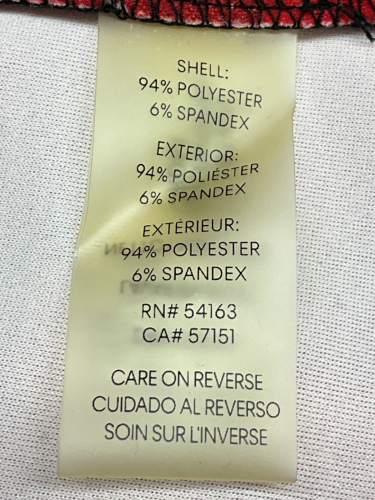 SHELL:
94% POLYESTER
6% SPANDEX
EXTERIOR:
94% POLIÉSTER
6% SPANDEX
EXTÉRIEUR:
94% POLYESTER
6% SPANDEX
RN# 54163
CA# 57151
CARE ON REVERSE
CUIDADO AL REVERSO
SOIN SUR L'INVERSE